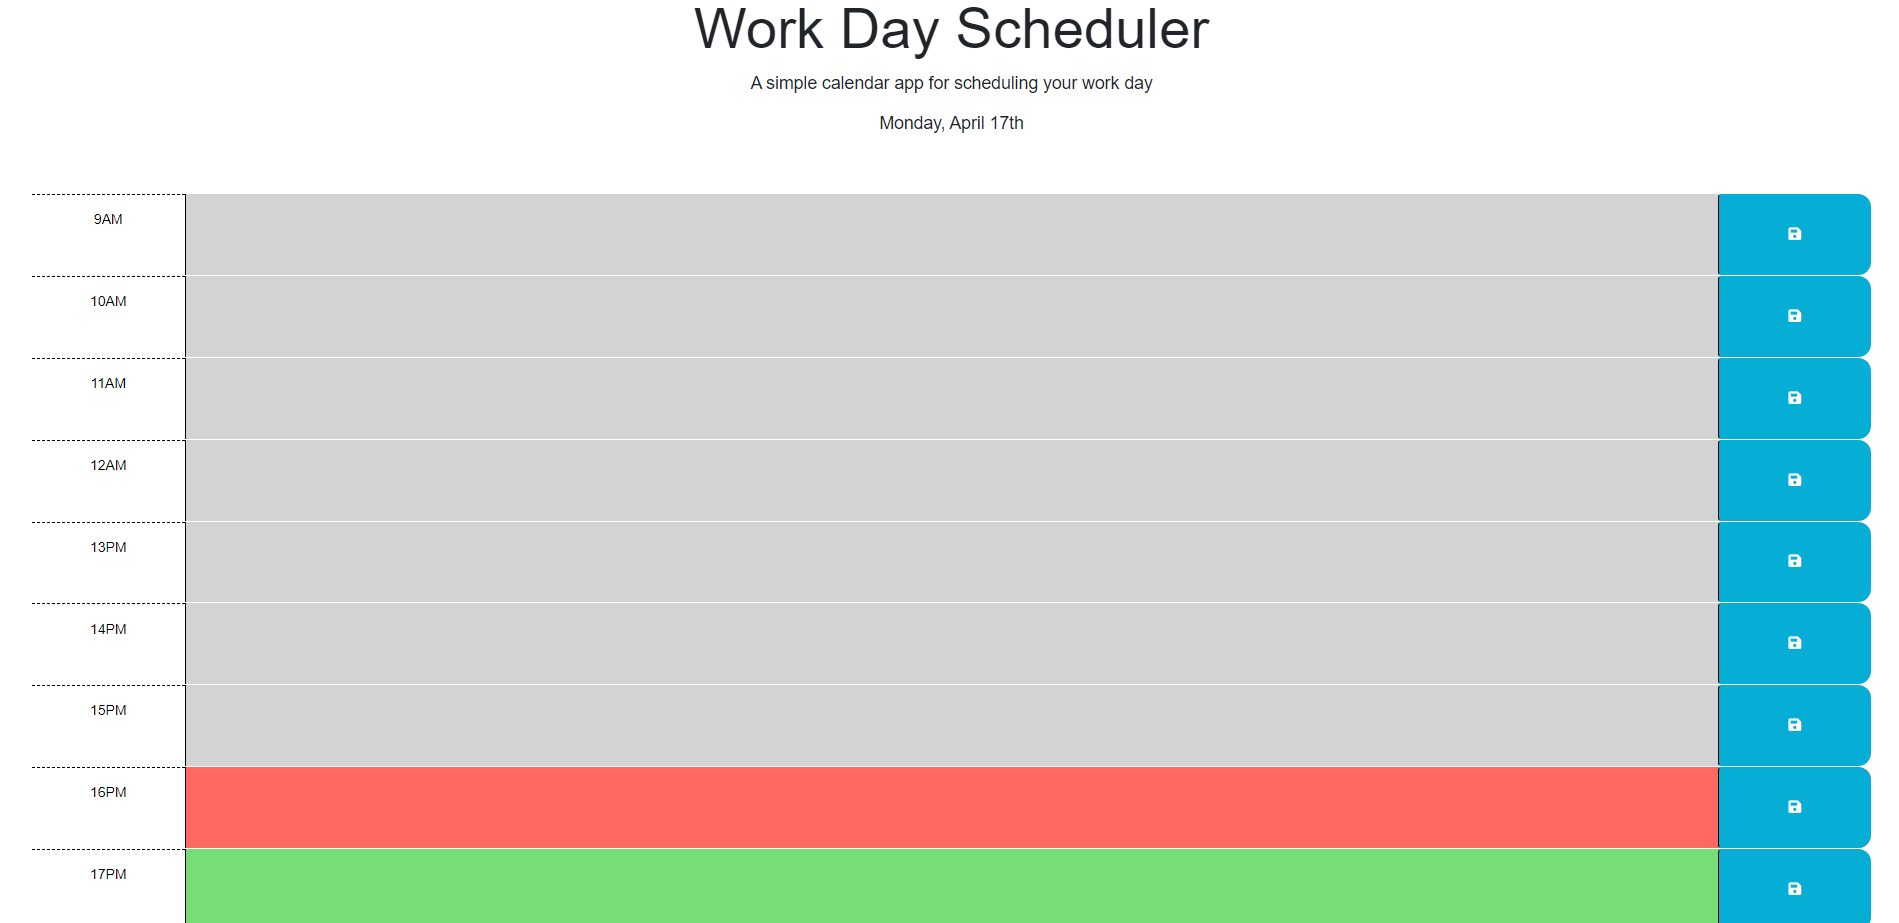 Work Day Scheduler
A simple calendar app for scheduling your work day
Monday, April 17th
9AM
10AM
11AM
12AM
13PM
14PM
15PM
16PM
17PM